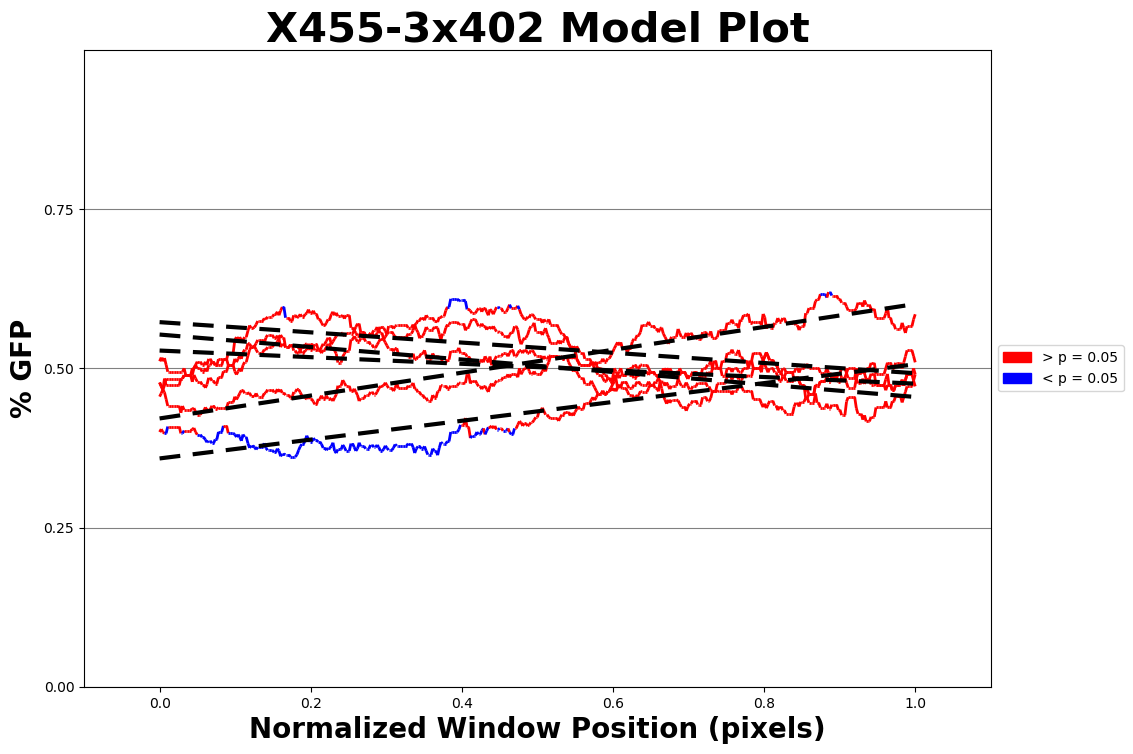 X455-3x402 Model Plot
% GFP
0.75
0.50
0.25
0.00
0.0 0.2 0.4 0.6 0.8 1.0
Normalized Window Position (pixels)
> p = 0.05
< p = 0.05